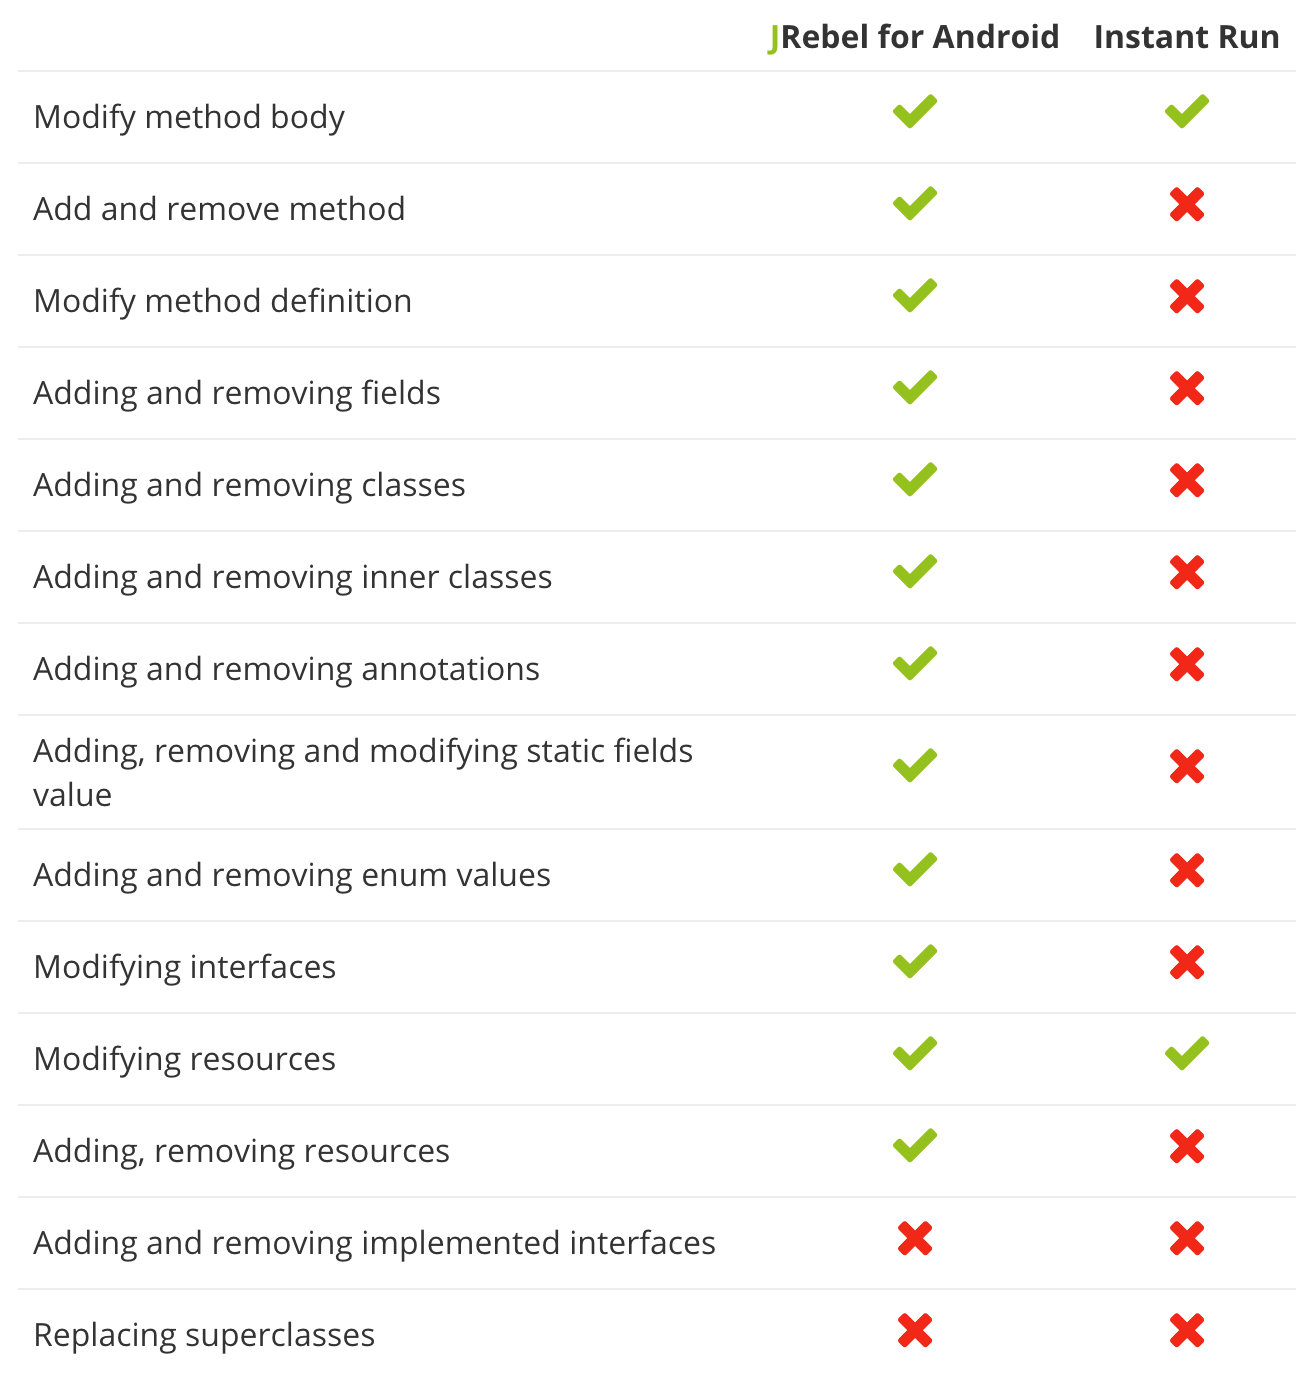 JRebel for Android Instant Run
Modify method body
Add and remove method
Modify method definition
Adding and removing fields
Adding and removing classes
Adding and removing inner classes
Adding and removing annotations
Adding, removing and modifying static fields
value
Adding and removing enum values
Modifying interfaces
Modifying resources
Adding, removing resources
Adding and removing implemented interfaces
Replacing superclasses